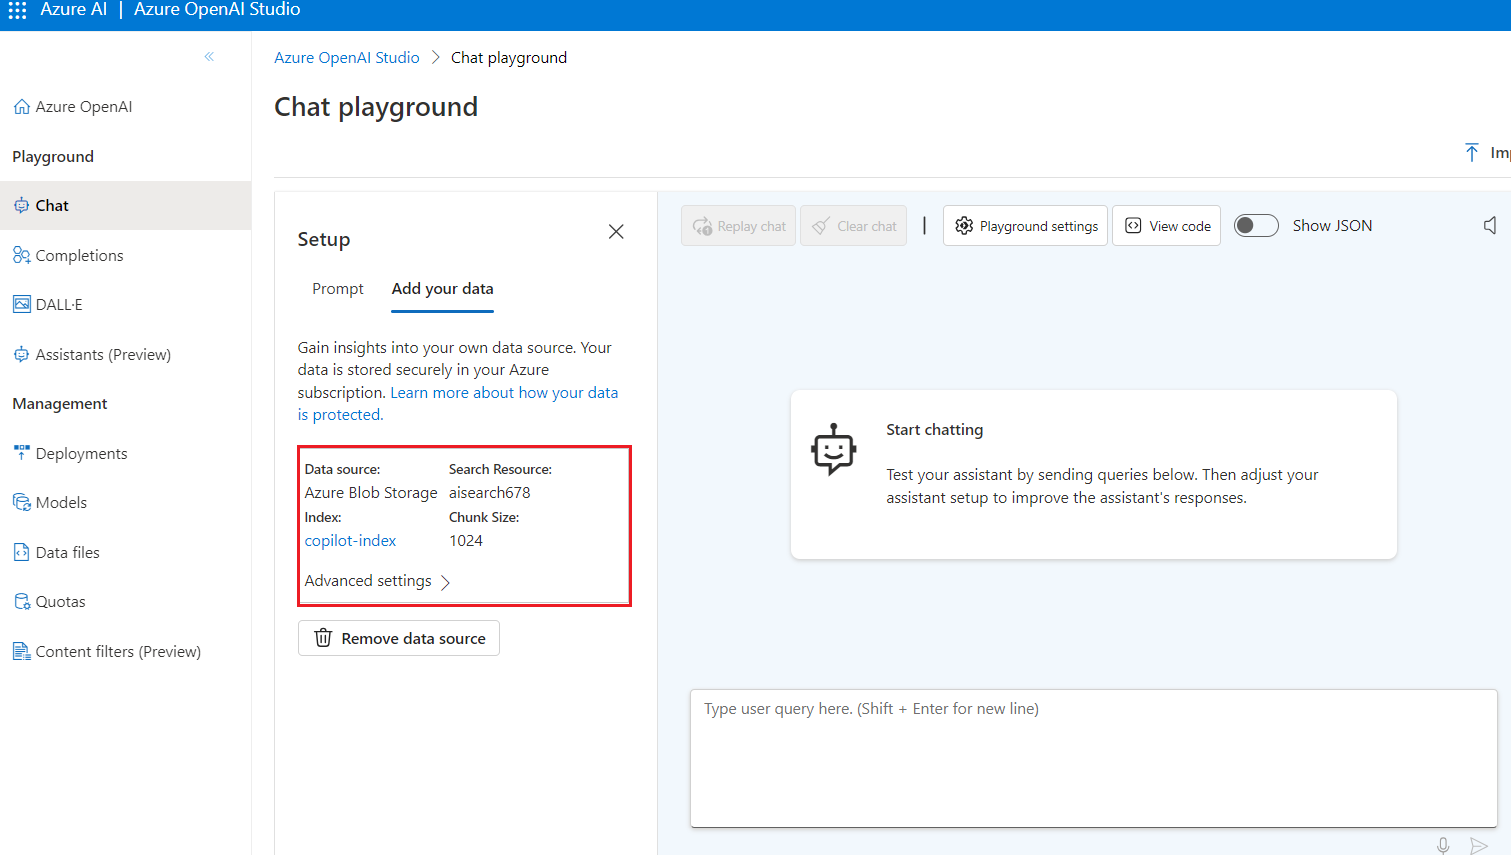 Azure AI | Azure OpenAI Studio
Azure OpenAI Studio > Chat playground
Chat playground
Azure OpenAI
Playground
Chat
Completions
DALL·E
Assistants (Preview)
Management
Deployments
Models
Data files
Quotas
Content filters (Preview)
Setup
Prompt Add your data
Gain insights into your own data source. Your
data is stored securely in your Azure
subscription. Learn more about how your data
is protected.
Data source: Search Resource:
Azure Blob Storage aisearch678
Index: Chunk Size:
copilot-index 1024
Advanced settings
Remove data source
Replay chat Clear chat | Playground settings View code Show JSON
Start chatting
Test your assistant by sending queries below. Then adjust your
assistant setup to improve the assistant's responses.
Type user query here. (Shift + Enter for new line)